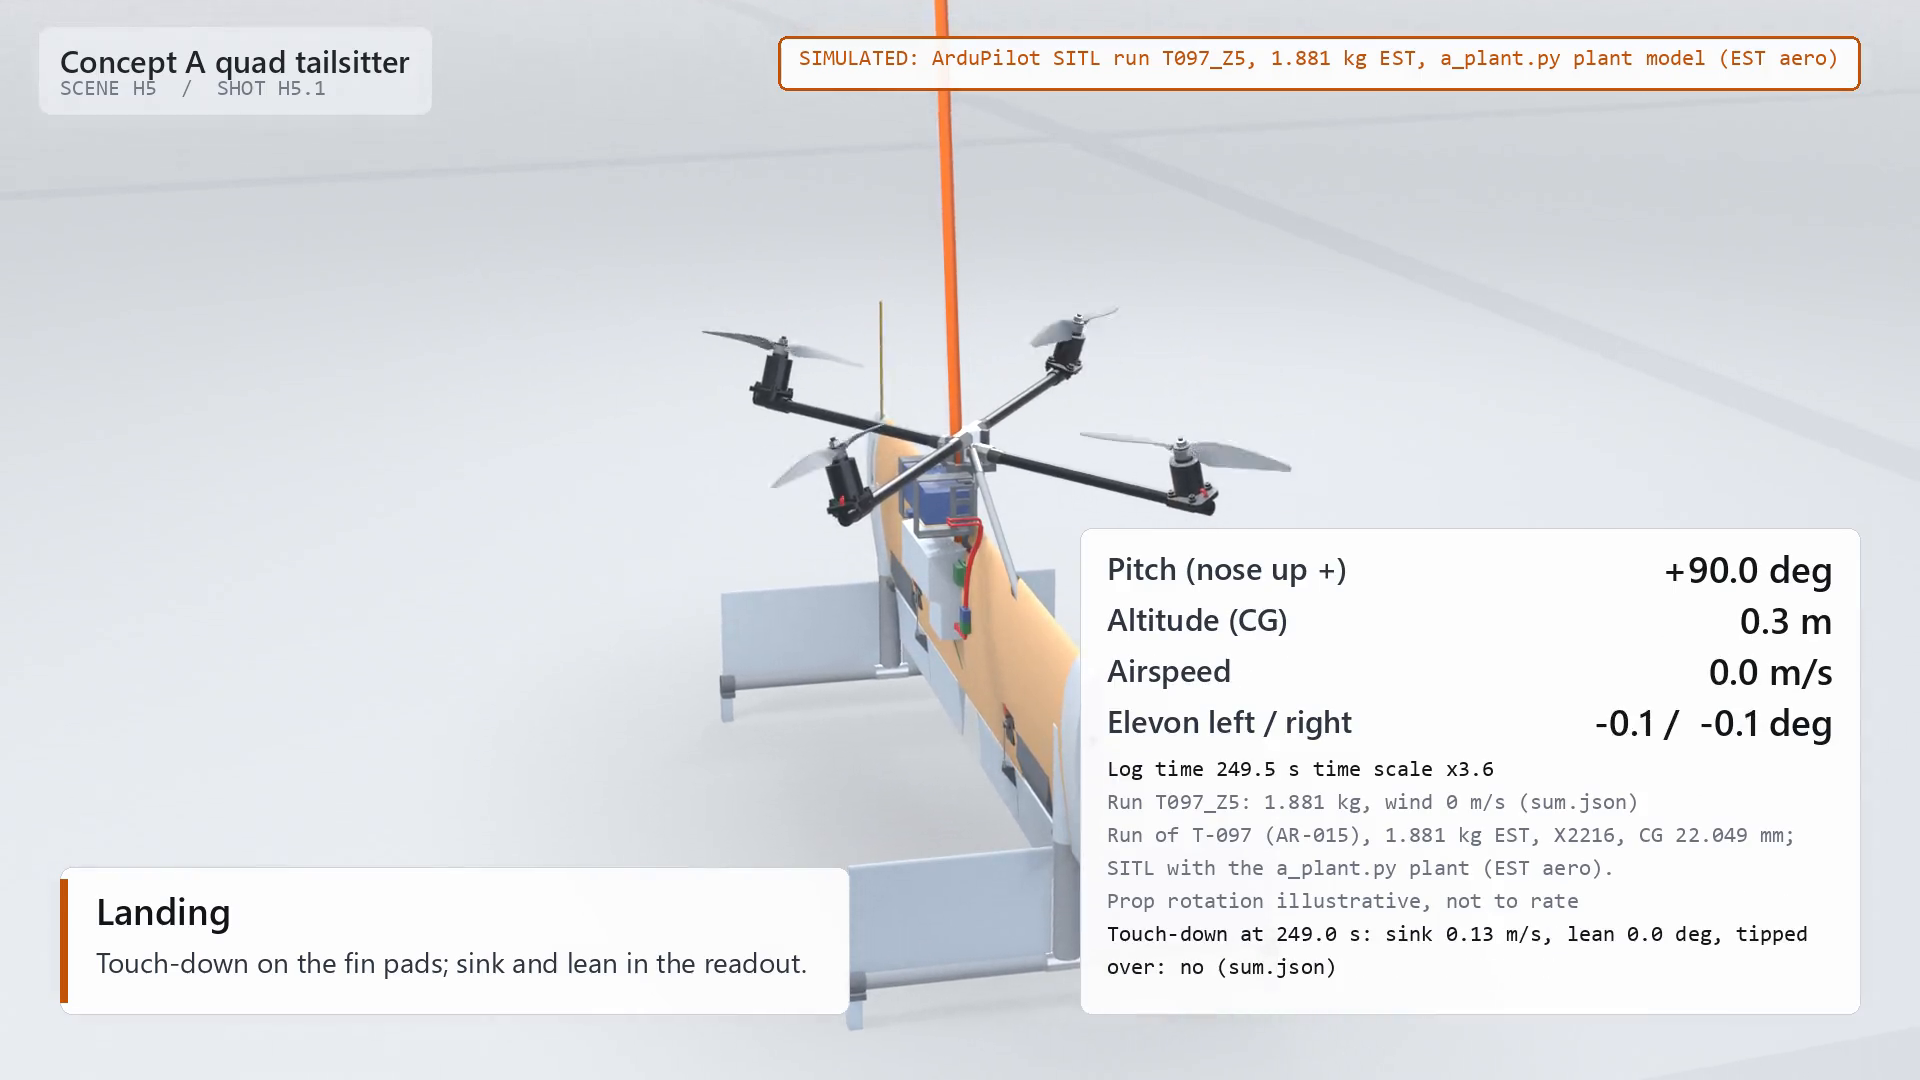 Concept A quad tailsitter
SCENE H5 / SHOT H5.1
SIMULATED: ArduPilot SITL run T097_Z5, 1.881 kg EST, a_plant.py plant model (EST aero)
Pitch (nose up +) +90.0 deg
Altitude (CG) 0.3 m
Airspeed 0.0 m/s
Elevon left / right -0.1 / -0.1 deg
Log time 249.5 s time scale x3.6
Run T097_Z5: 1.881 kg, wind 0 m/s (sum.json)
Run of T-097 (AR-015), 1.881 kg EST, X2216, CG 22.049 mm;
SITL with the a_plant.py plant (EST aero).
Prop rotation illustrative, not to rate
Touch-down at 249.0 s: sink 0.13 m/s, lean 0.0 deg, tipped
over: no (sum.json)
Landing
Touch-down on the fin pads; sink and lean in the readout.